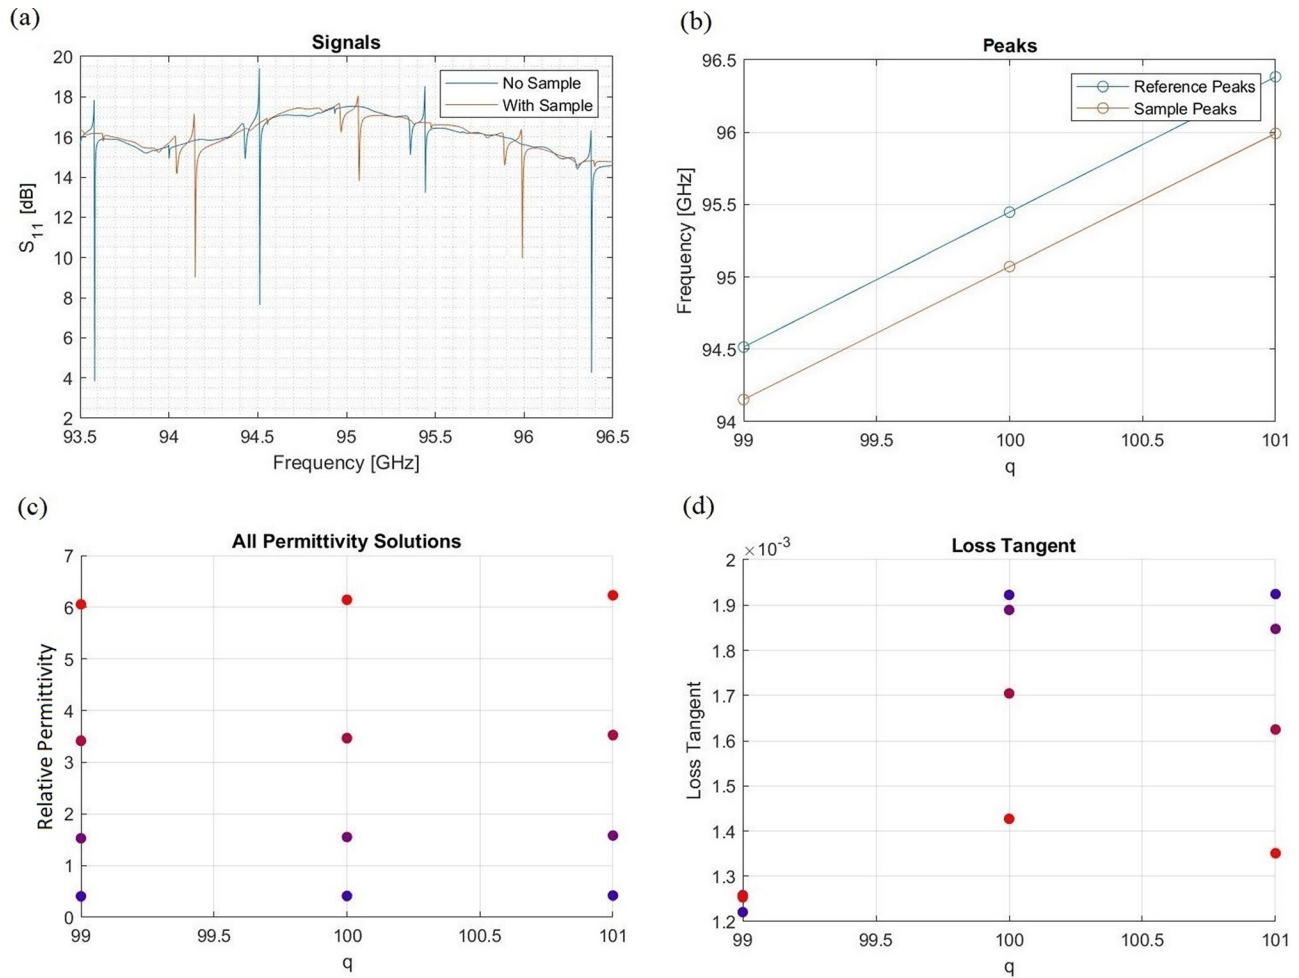 (a)
Signals
No Sample
With Sample
20
18
16
14
12
10
8
6
4
2
S11 [dB]
93.5 94 94.5 95 95.5 96 96.5
Frequency [GHz]
(b)
Peaks
Reference Peaks
Sample Peaks
96.5
96
95.5
95
94.5
94
Frequency [GHz]
99 99.5 100 100.5 101
q
(c)
All Permittivity Solutions
7
6
5
4
3
2
1
0
Relative Permittivity
99 99.5 100 100.5 101
q
(d)
×10-3
Loss Tangent
2
1.9
1.8
1.7
1.6
1.5
1.4
1.3
1.2
Loss Tangent
99 99.5 100 100.5 101
q